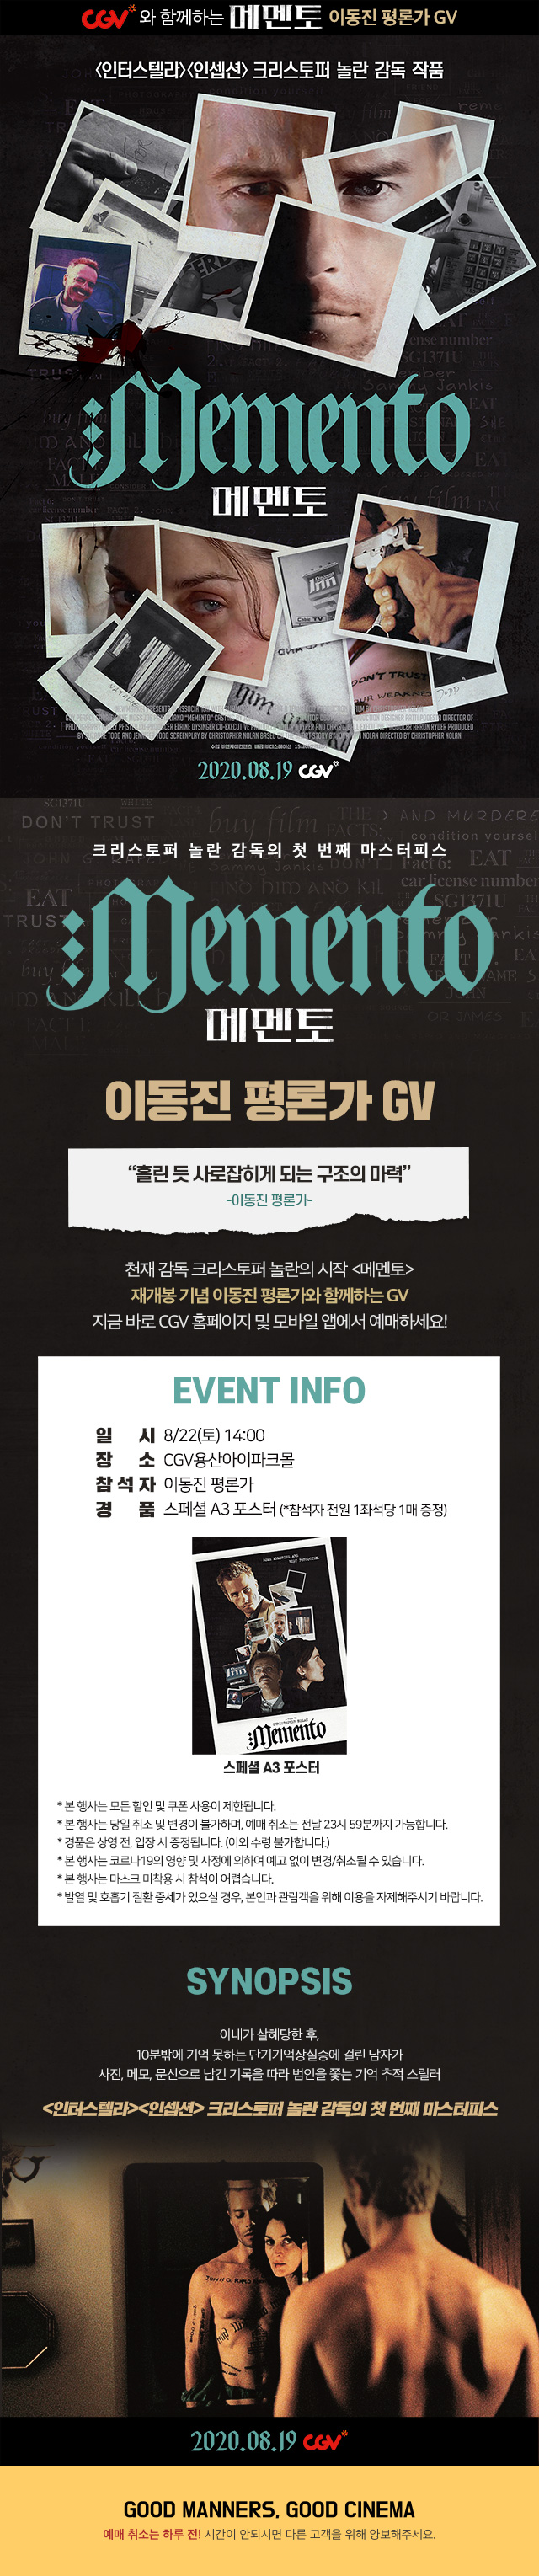 CGV 와 함께하는 메멘토 이동진 평론가 GV
<인터스텔라><인셉션> 크리스토퍼 놀란 감독 작품
Memento
메멘토
DON'T TRUST
2020.08.19 CGV
DON'T TRUST
크리스토퍼 놀란 감독의 첫 번째 마스터피스
Memento
메멘토
이동진 평론가 GV
“홀린 듯 사로잡히게 되는 구조의 마력”
-이동진 평론가-
천재 감독 크리스토퍼 놀란의 시작 <메멘토>
재개봉 기념 이동진 평론가와 함께하는 GV
지금 바로 CGV 홈페이지 및 모바일 앱에서 예매하세요!
EVENT INFO
일 시 8/22(토) 14:00
장 소 CGV용산아이파크몰
참 석 자 이동진 평론가
경 품 스페셜 A3 포스터 (*참석자 전원 1좌석당 1매 증정)
Memento
스페셜 A3 포스터
* 본 행사는 모든 할인 및 쿠폰 사용이 제한됩니다.
* 본 행사는 당일 취소 및 변경이 불가하며, 예매 취소는 전날 23시 59분까지 가능합니다.
* 경품은 상영 전, 입장 시 증정됩니다. (이외 수령 불가합니다.)
* 본 행사는 코로나19의 영향 및 사정에 의하여 예고 없이 변경/취소될 수 있습니다.
* 본 행사는 마스크 미착용 시 참석이 어렵습니다.
* 발열 및 호흡기 질환 증세가 있으실 경우, 본인과 관람객을 위해 이용을 자제해주시기 바랍니다.
SYNOPSIS
아내가 살해당한 후,
10분밖에 기억 못하는 단기기억상실증에 걸린 남자가
사진, 메모, 문신으로 남긴 기록을 따라 범인을 쫓는 기억 추적 스릴러
<인터스텔라><인셉션> 크리스토퍼 놀란 감독의 첫 번째 마스터피스
2020.08.19 CGV
GOOD MANNERS, GOOD CINEMA
예매 취소는 하루 전! 시간이 안되시면 다른 고객을 위해 양보해주세요.